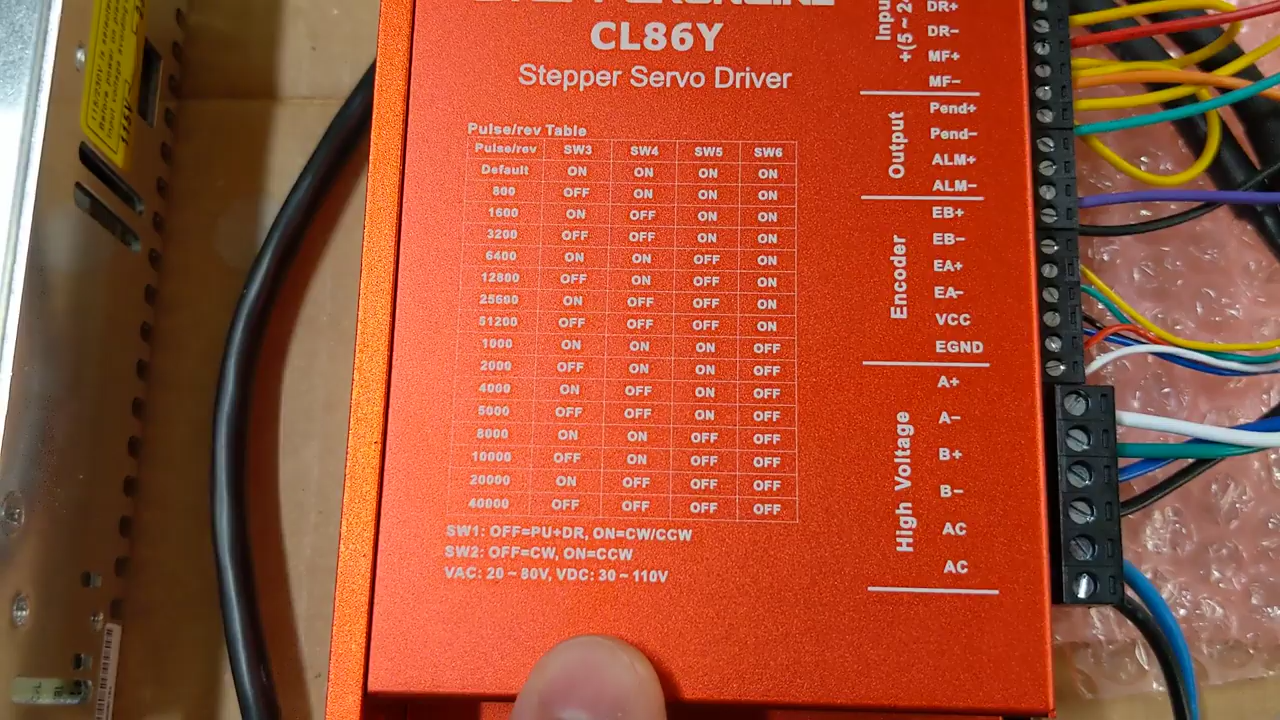 CL86Y
Stepper Servo Driver
Pulse/rev Table
Pulse/rev SW3 SW4 SW5 SW6
Default ON ON ON ON
800 OFF ON ON ON
1600 ON OFF ON ON
3200 OFF OFF ON ON
6400 ON ON OFF ON
12800 OFF ON OFF ON
25600 ON OFF OFF ON
51200 OFF OFF OFF ON
1000 ON ON ON OFF
2000 OFF ON ON OFF
4000 ON OFF ON OFF
5000 OFF OFF ON OFF
8000 ON ON OFF OFF
10000 OFF ON OFF OFF
20000 ON OFF OFF OFF
40000 OFF OFF OFF OFF
SW1: OFF=PU+DR, ON=CW/CCW
SW2: OFF=CW, ON=CCW
VAC: 20~80V, VDC: 30~110V
DR+
DR−
MF+
MF−
Output
Pend+
Pend−
ALM+
ALM−
Encoder
EB+
EB−
EA+
EA−
VCC
EGND
High Voltage
A+
A−
B+
B−
AC
AC
115V